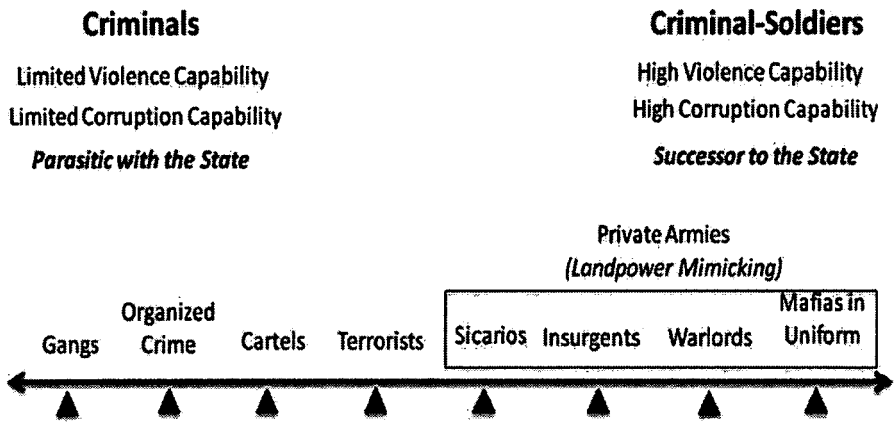 Criminals
Limited Violence Capability
Limited Corruption Capability
Parasitic with the State
Criminal-Soldiers
High Violence Capability
High Corruption Capability
Successor to the State
Private Armies
(Landpower Mimicking)
Gangs
Organized
Crime
Cartels
Terrorists
Sicarios
Insurgents
Warlords
Mafias in
Uniform